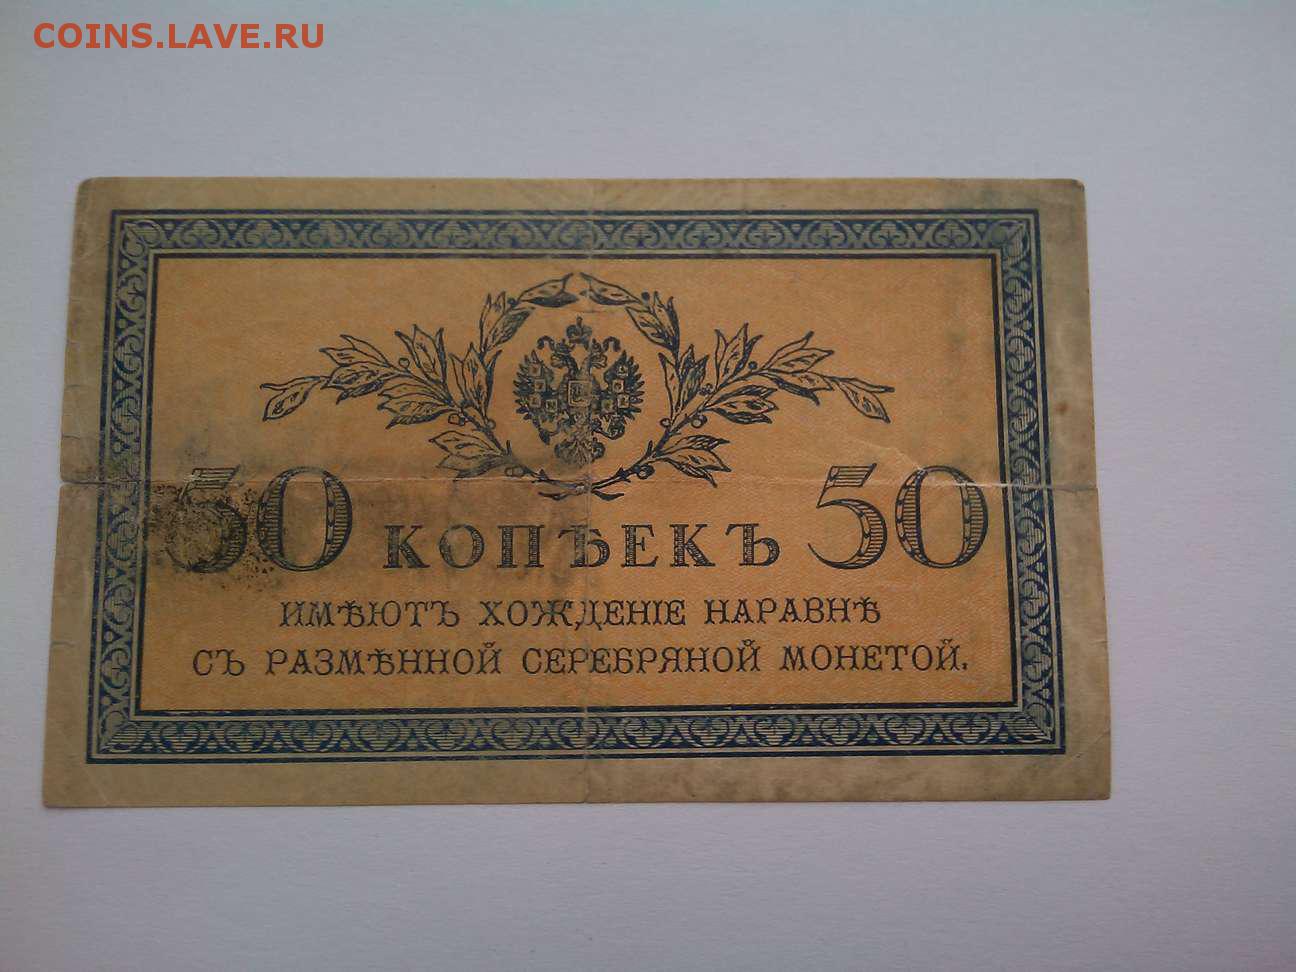 COINS.LAVE.RU
50 КОПѢЕКЪ 50
ИМѢЮТЪ ХОЖДЕНІЕ НАРАВНѢ
СЪ РАЗМѢННОЙ СЕРЕБРЯНОЙ МОНЕТОЙ.